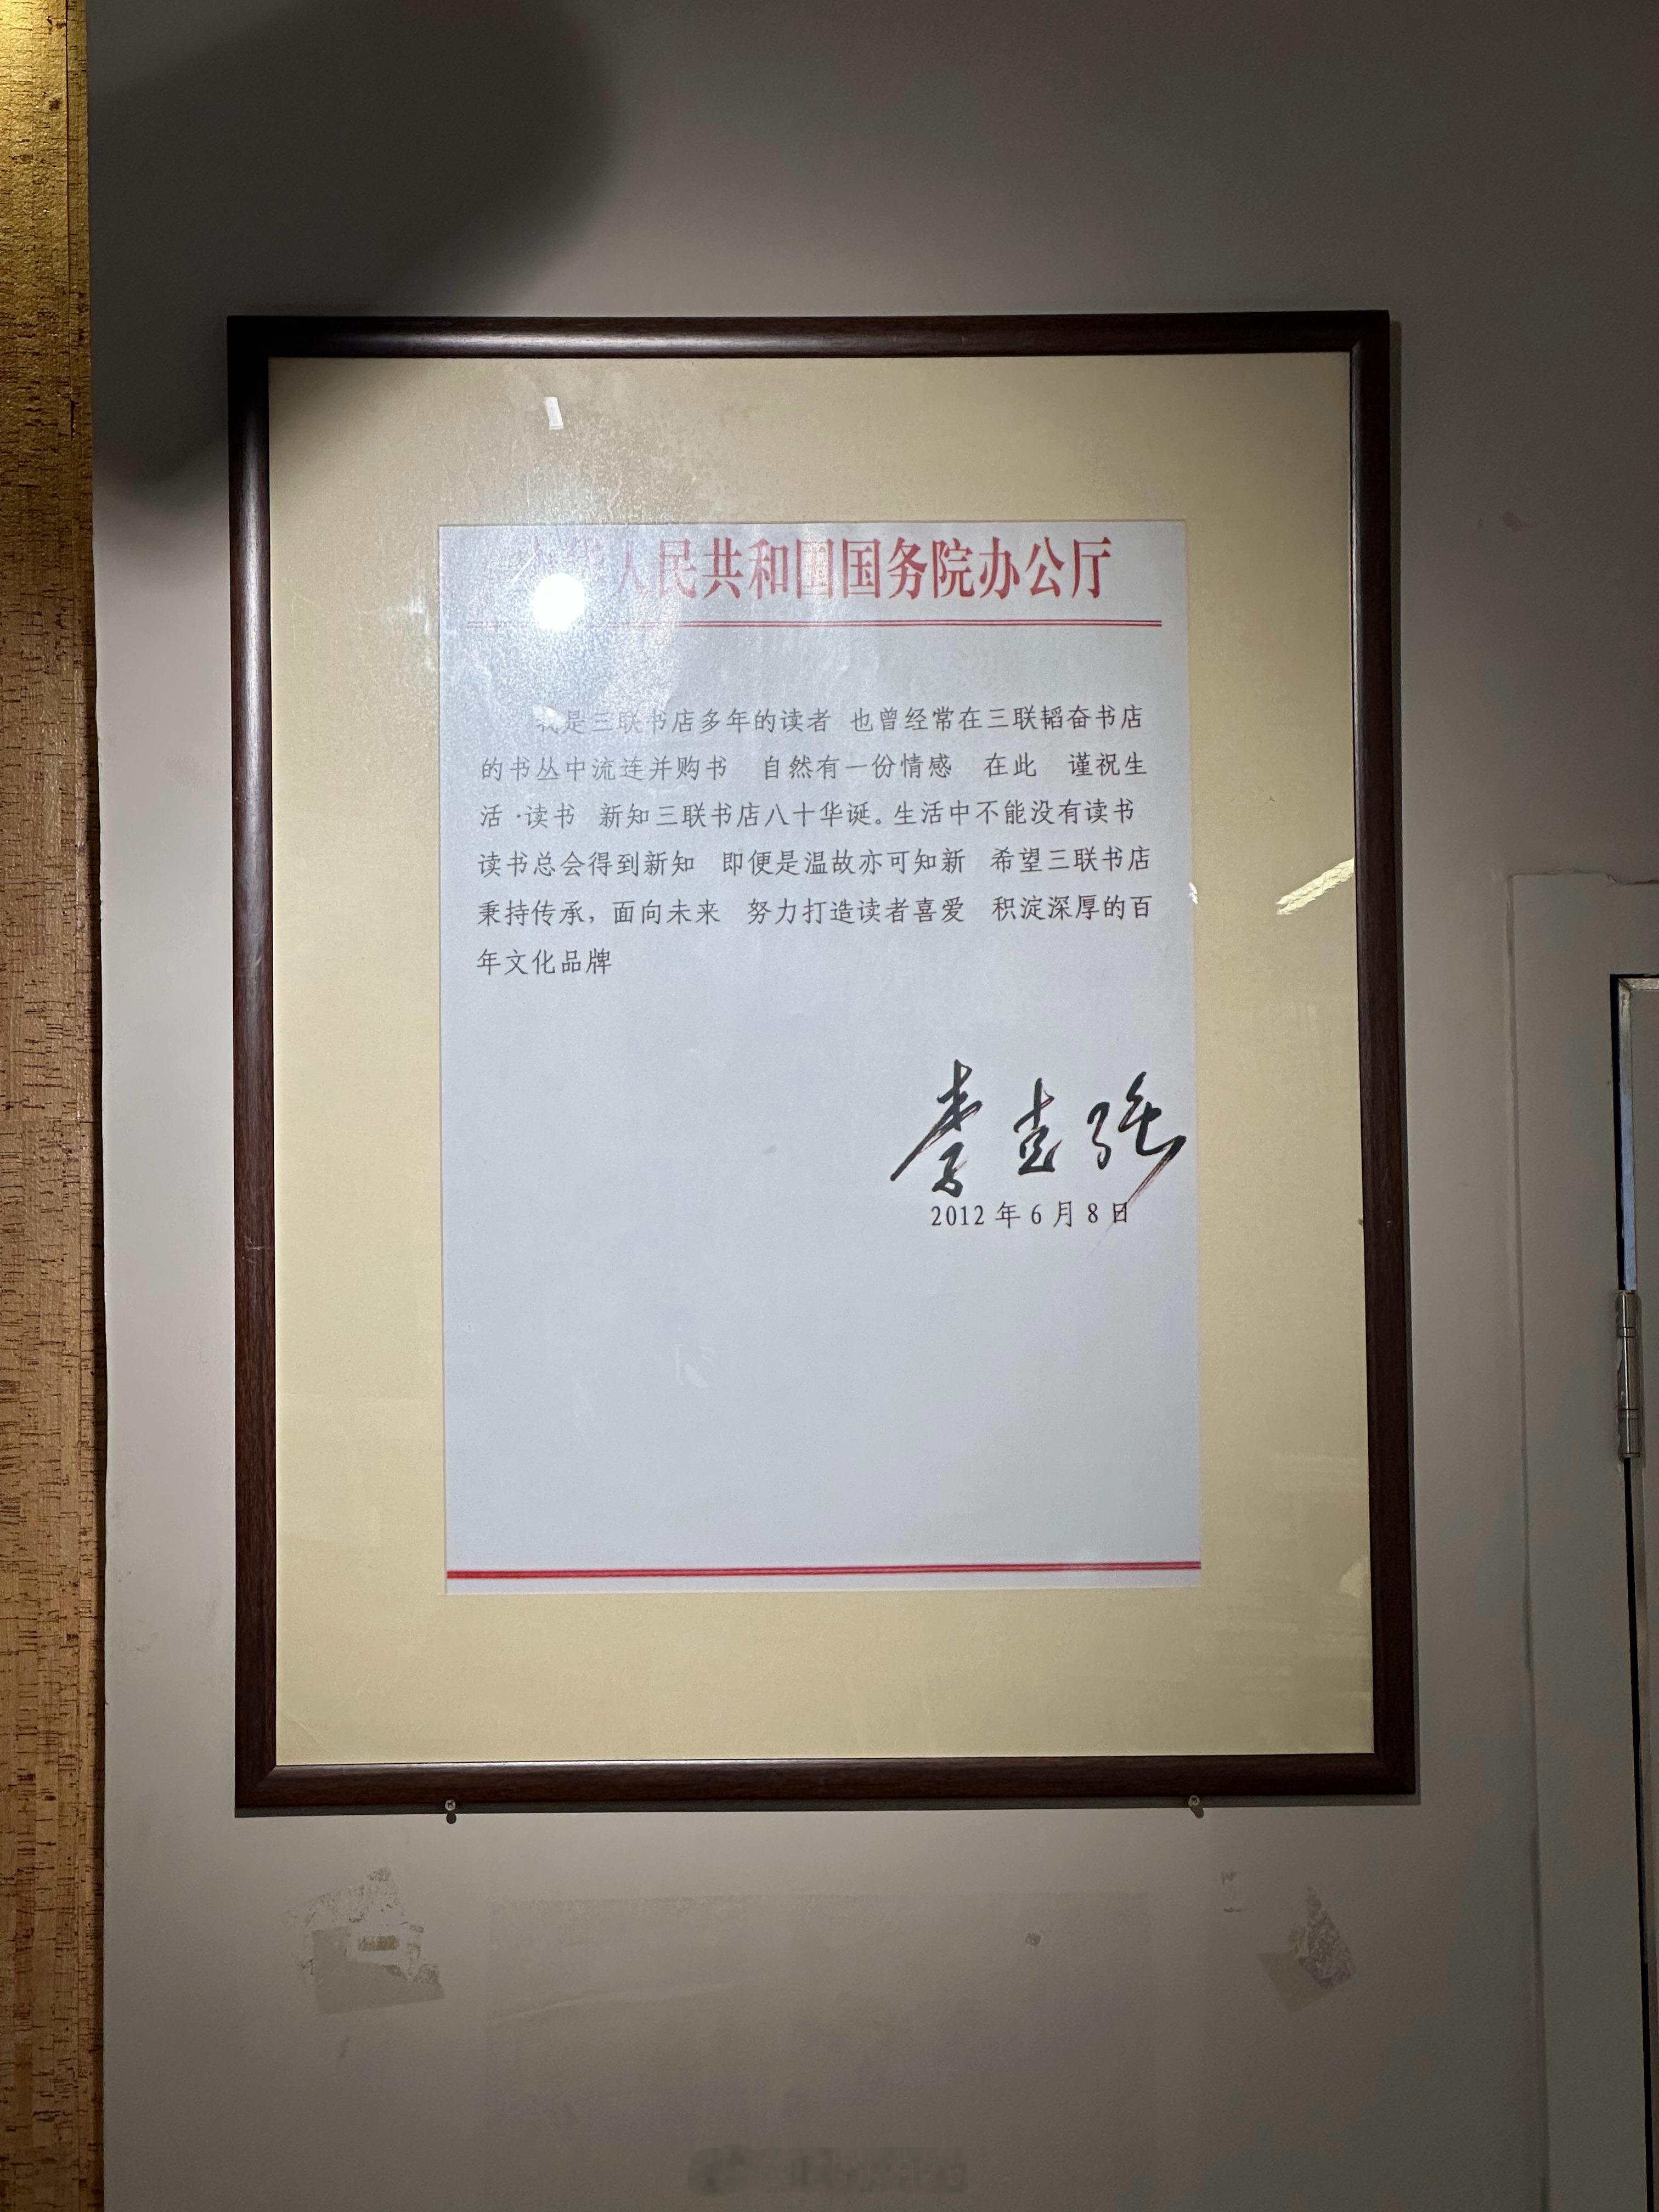 中华人民共和国国务院办公厅
我是三联书店多年的读者 也曾经常在三联韬奋书店
的书丛中流连并购书 自然有一份情感 在此 谨祝生
活·读书 新知三联书店八十华诞。生活中不能没有读书
读书总会得到新知 即便是温故亦可知新 希望三联书店
秉持传承，面向未来 努力打造读者喜爱 积淀深厚的百
年文化品牌
李克强
2012年6月8日